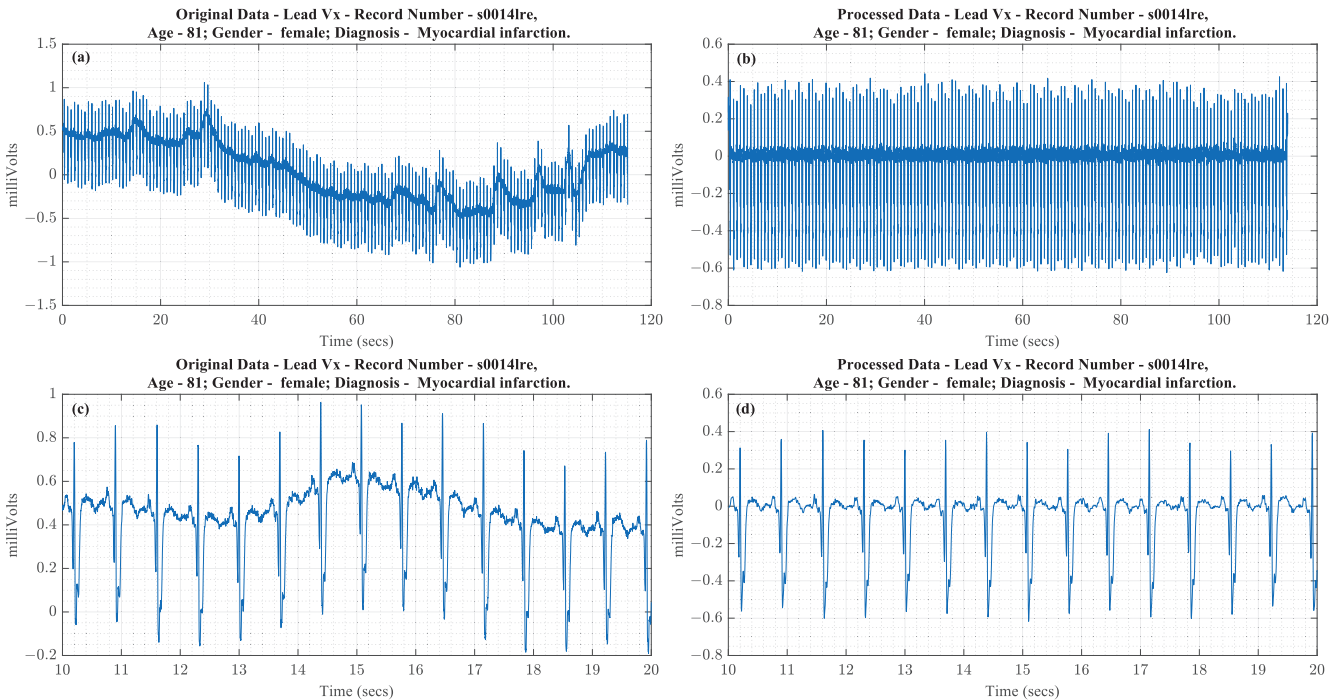 Original Data - Lead Vx - Record Number - s0014lre,
Age - 81; Gender -  female; Diagnosis -  Myocardial infarction.
(a)
1.5
1
0.5
0
−0.5
−1
−1.5
milliVolts
0 20 40 60 80 100 120
Time (secs)
Processed Data - Lead Vx - Record Number - s0014lre,
Age - 81; Gender -  female; Diagnosis -  Myocardial infarction.
(b)
0.6
0.4
0.2
0
−0.2
−0.4
−0.6
−0.8
milliVolts
0 20 40 60 80 100 120
Time (secs)
Original Data - Lead Vx - Record Number - s0014lre,
Age - 81; Gender -  female; Diagnosis -  Myocardial infarction.
(c)
1
0.8
0.6
0.4
0.2
0
−0.2
milliVolts
10 11 12 13 14 15 16 17 18 19 20
Time (secs)
Processed Data - Lead Vx - Record Number - s0014lre,
Age - 81; Gender -  female; Diagnosis -  Myocardial infarction.
(d)
0.6
0.4
0.2
0
−0.2
−0.4
−0.6
−0.8
milliVolts
10 11 12 13 14 15 16 17 18 19 20
Time (secs)